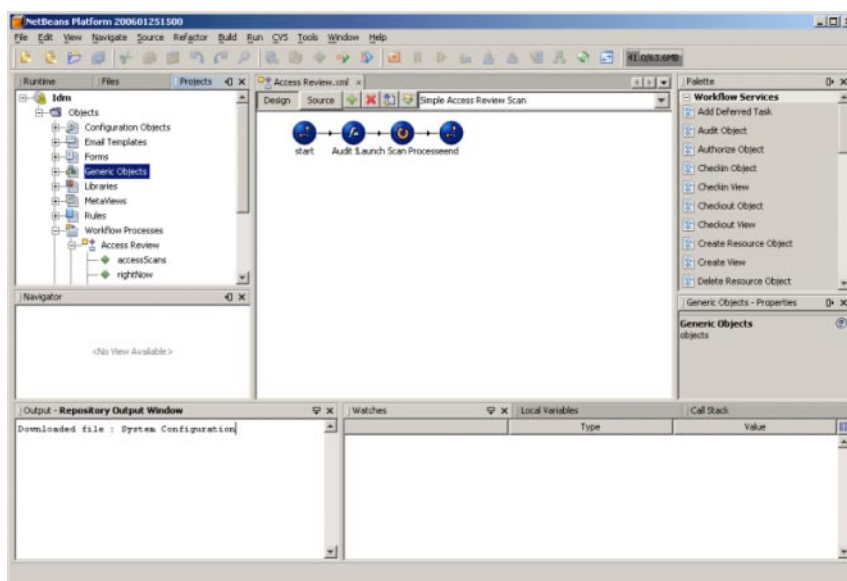 NetBeans Platform 200601251500
File Edit View Navigate Source Refactor Build Run CVS Tools Window Help
41.0/63.6MB
Runtime Files Projects
Idm
Objects
Configuration Objects
Email Templates
Forms
Generic Objects
Libraries
MetaViews
Rules
Workflow Processes
Access Review
accessScans
rightNow
Navigator
<No View Available>
Access Review.xml
Design Source Simple Access Review Scan
start Audit Launch Scan Processe end
Palette
Workflow Services
Add Deferred Task
Audit Object
Authorize Object
Checkin Object
Checkin View
Checkout Object
Checkout View
Create Resource Object
Create View
Delete Resource Object
Generic Objects - Properties
Generic Objects
objects
Output - Repository Output Window
Downloaded file : System Configuration
Watches Local Variables Call Stack
Type Value